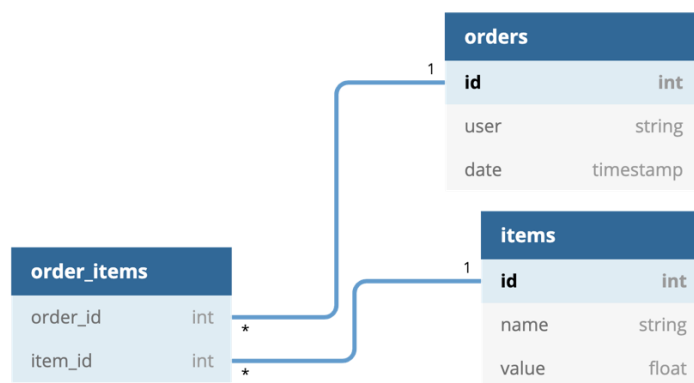 orders
1
id int
user string
date timestamp
items
1
id int
name string
value float
order_items
order_id int
*
item_id int
*